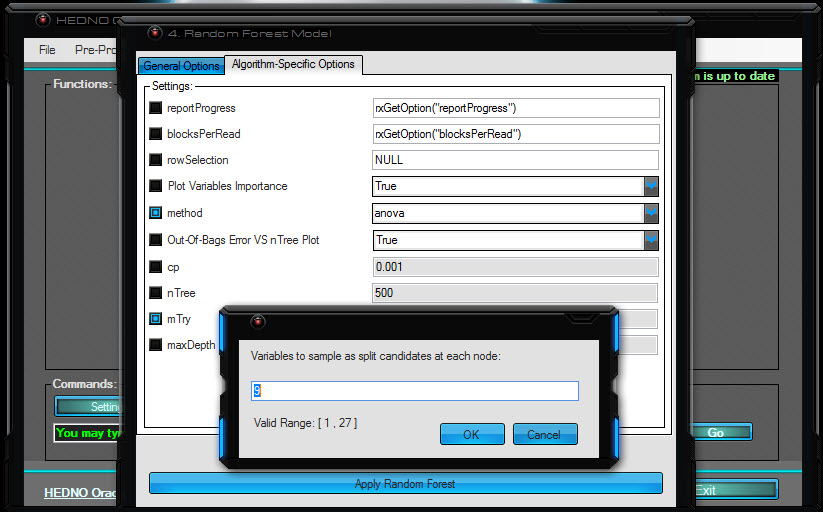 HEDNO O
4. Random Forest Model
File Pre-Pro
General Options Algorithm-Specific Options
m is up to date
Functions:
Settings:
reportProgress rxGetOption("reportProgress")
blocksPerRead rxGetOption("blocksPerRead")
rowSelection NULL
Plot Variables Importance True
method anova
Out-Of-Bags Error VS nTree Plot True
cp 0.001
nTree 500
mTry
maxDepth
Variables to sample as split candidates at each node:
9
Valid Range: [ 1 , 27 ]
OK Cancel
Commands:
Setting
You may ty
Go
Apply Random Forest
HEDNO Orac
Exit